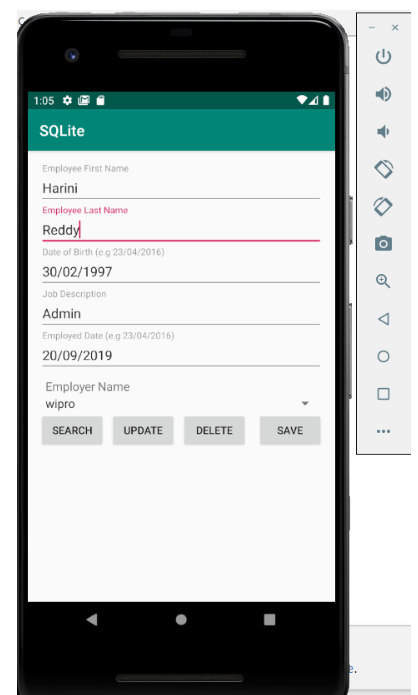 1:05
SQLite
Employee First Name
Harini
Employee Last Name
Reddy
Date of Birth (e.g 23/04/2016)
30/02/1997
Job Description
Admin
Employed Date (e.g 23/04/2016)
20/09/2019
Employer Name
wipro
SEARCH UPDATE DELETE SAVE